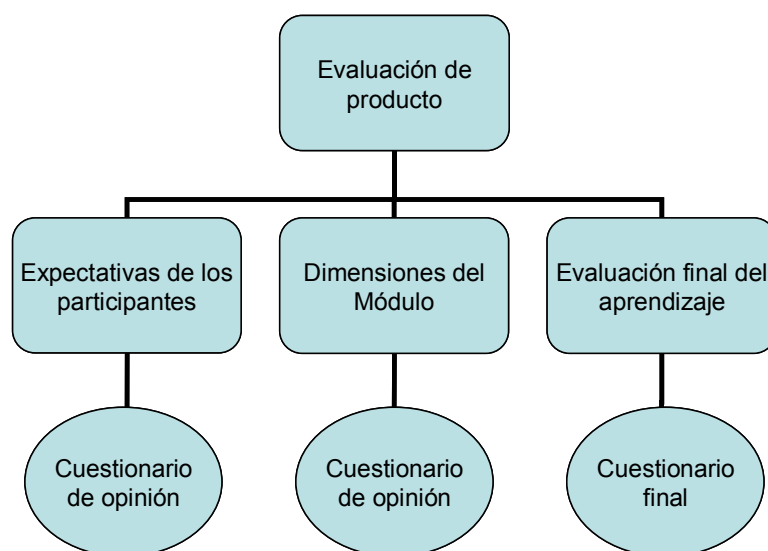 Evaluación de
producto
Expectativas de los
participantes
Dimensiones del
Módulo
Evaluación final del
aprendizaje
Cuestionario
de opinión
Cuestionario
de opinión
Cuestionario
final